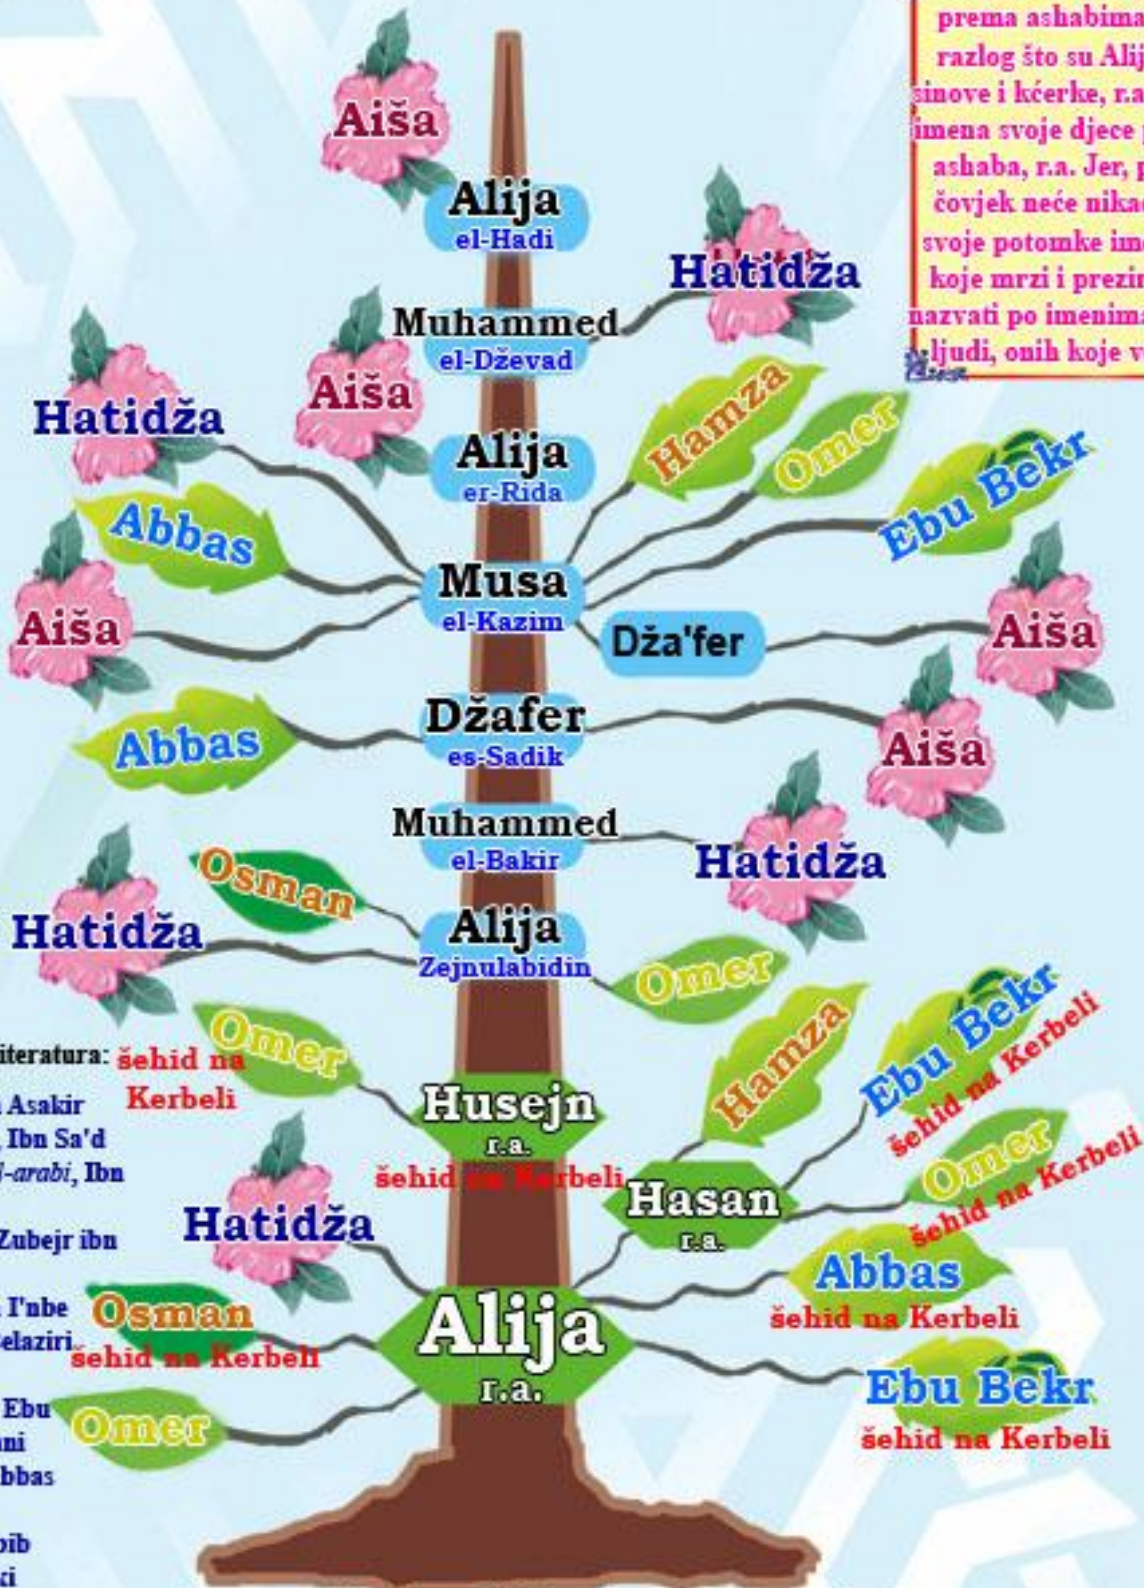 prema ashabima
razlog što su Alij
sinove i kćerke, r.a
imena svoje djece
ashaba, r.a. Jer, p
čovjek neće nika
svoje potomke im
koje mrzi i prezi
nazvati po imenima
ljudi, onih koje v
Aiša
Alija
el-Hadi
Hatidža
Muhammed
el-Dževad
Aiša
Hatidža
Alija
er-Rida
Hamza
Omer
Ebu Bekr
Abbas
Musa
el-Kazim
Aiša
Dža'fer
Aiša
Džafer
es-Sadik
Abbas
Aiša
Muhammed
el-Bakir
Hatidža
Osman
Hatidža
Alija
Zejnulabidin
Omer
Omer
šehid na
Kerbeli
Husejn
r.a.
šehid na Kerbeli
Hamza
Ebu Bekr
šehid na Kerbeli
Omer
šehid na Kerbeli
Hasan
r.a.
Hatidža
Abbas
šehid na Kerbeli
Osman
šehid na Kerbeli
Alija
r.a.
Ebu Bekr
šehid na Kerbeli
Omer
iteratura:
Asakir
, Ibn Sa'd
l-arabi, Ibn
Zubejr ibn
I'nbe
elaziri
Ebu
ani
bbas
bib
ki